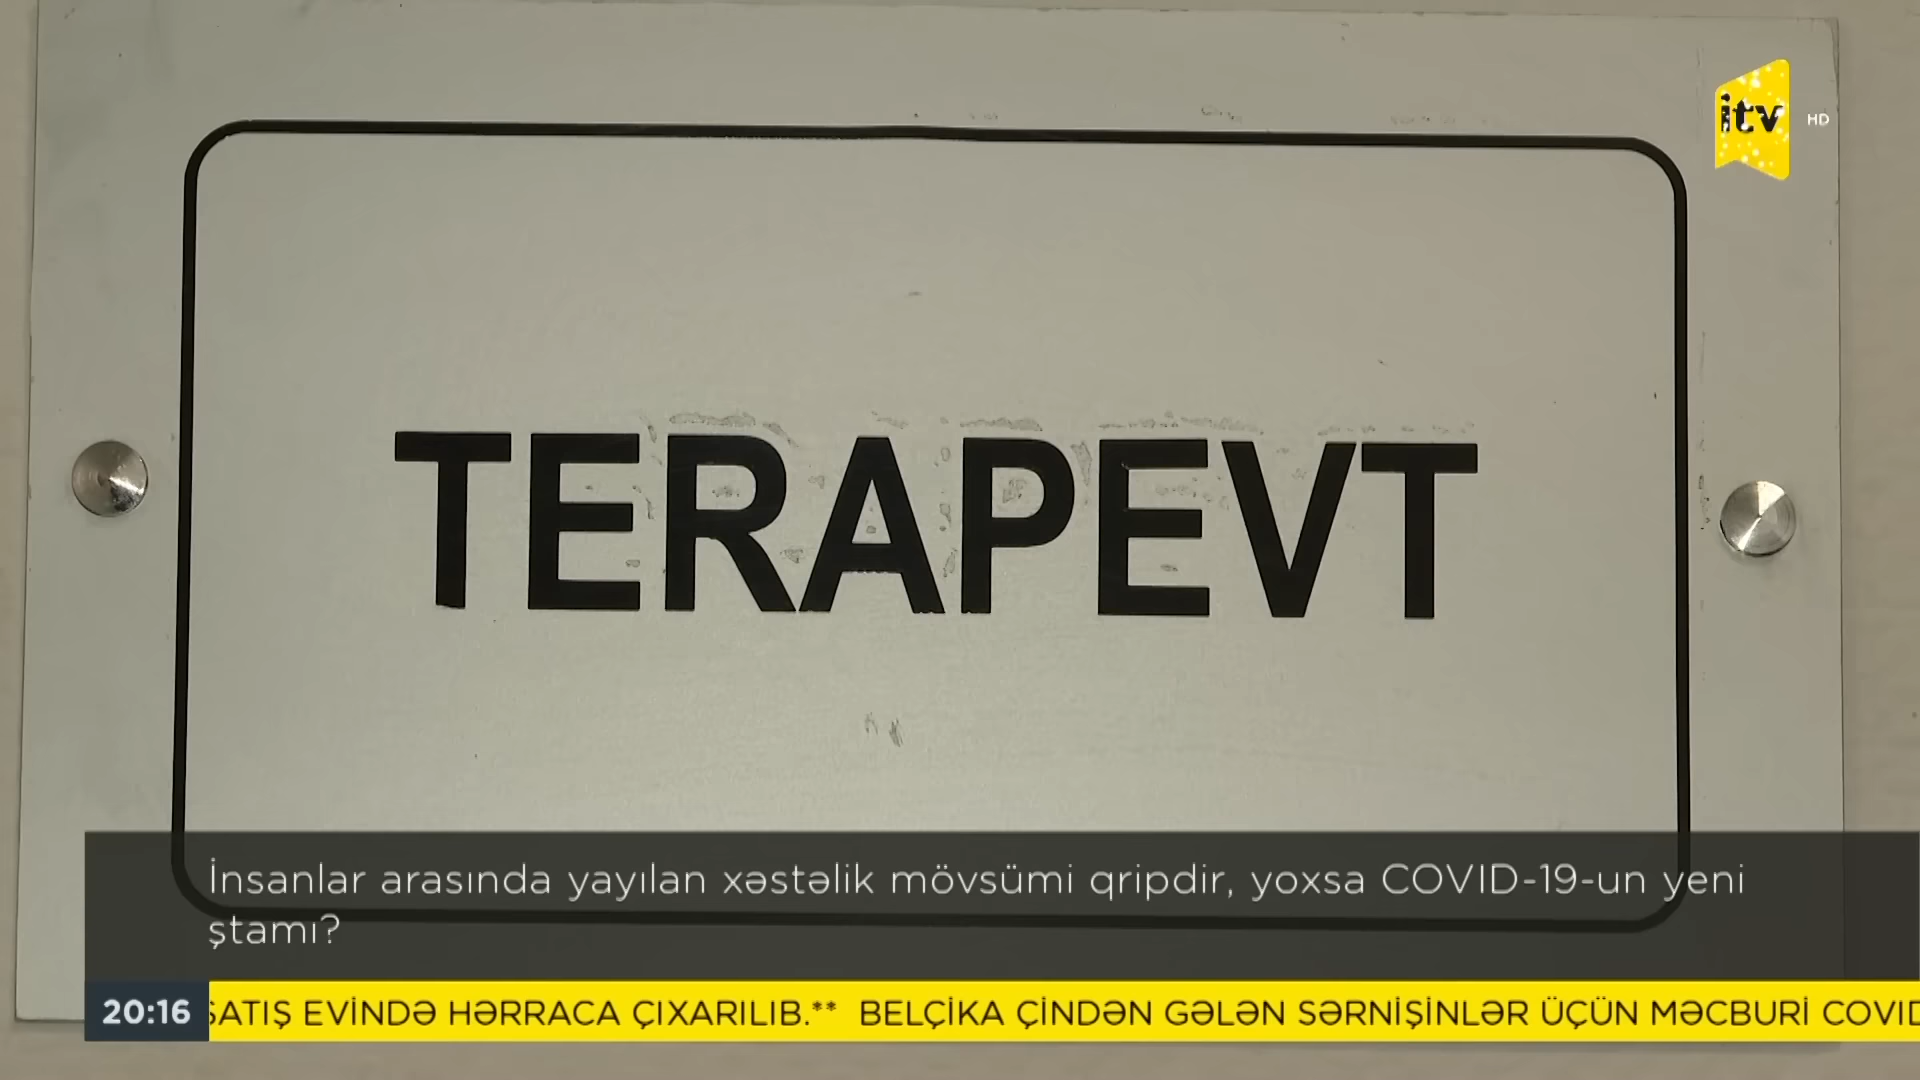 itv HD
TERAPEVT
İnsanlar arasında yayılan xəstəlik mövsümi qripdir, yoxsa COVID-19-un yeni
ştamı?
20:16 SATIŞ EVİNDƏ HƏRRACA ÇIXARILIB.** BELÇİKA ÇİNDƏN GƏLƏN SƏRNİŞİNLƏR ÜÇÜN MƏCBURİ COVID